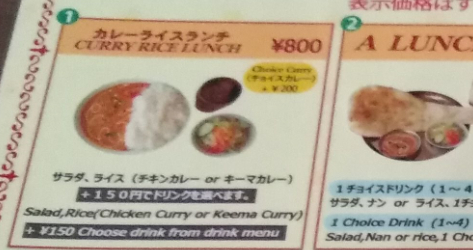 表示価格はす
1
カレーライスランチ
CURRY RICE LUNCH ¥800
Choice Curry
(チョイスカレー)
+ ¥200
サラダ、ライス (チキンカレー or キーマカレー)
+１５０円でドリンクを選べます。
Salad,Rice(Chicken Curry or Keema Curry)
+ ¥150 Choose drink from drink menu
2
A LUNC
1チョイスドリンク (1～4
サラダ、ナン or ライス、1チ
1 Choice Drink (1~4)
Salad,Nan or rice,1 Cho